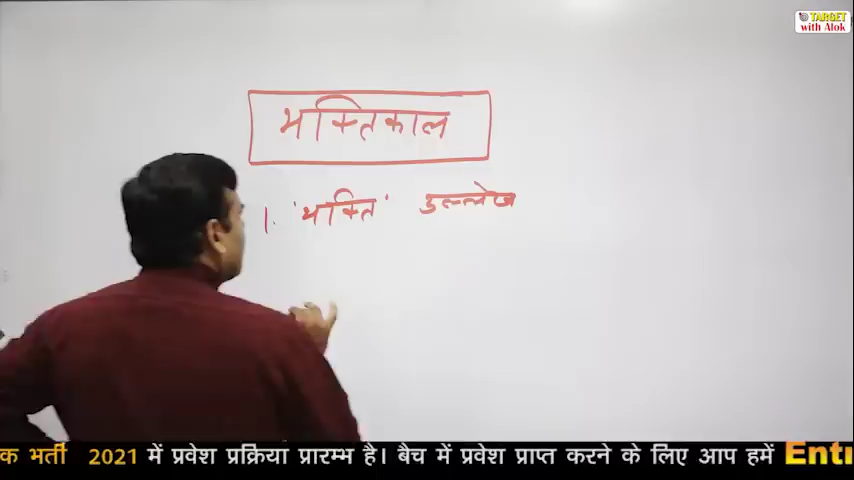 TARGET
with Alok
भक्तिकाल
1. 'भक्ति' उल्लेख
क भर्ती 2021 में प्रवेश प्रक्रिया प्रारम्भ है। बैच में प्रवेश प्राप्त करने के लिए आप हमें